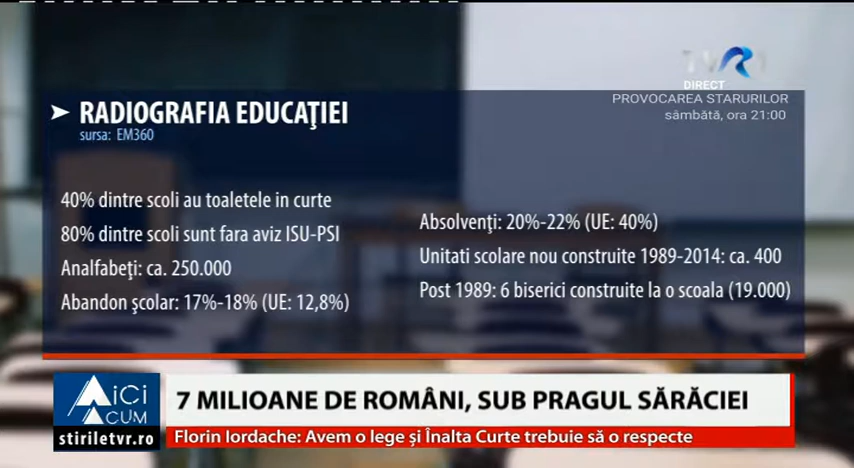 TVR1
DIRECT
PROVOCAREA STARURILOR
sâmbătă, ora 21:00
RADIOGRAFIA EDUCAŢIEI
sursa: EM360
40% dintre scoli au toaletele in curte
80% dintre scoli sunt fara aviz ISU-PSI
Analfabeţi: ca. 250.000
Abandon şcolar: 17%-18% (UE: 12,8%)
Absolvenţi: 20%-22% (UE: 40%)
Unitati scolare nou construite 1989-2014: ca. 400
Post 1989: 6 biserici construite la o scoala (19.000)
AICI
ACUM
stiriletvr.ro
7 MILIOANE DE ROMÂNI, SUB PRAGUL SĂRĂCIEI
Florin Iordache: Avem o lege şi Înalta Curte trebuie să o respecte